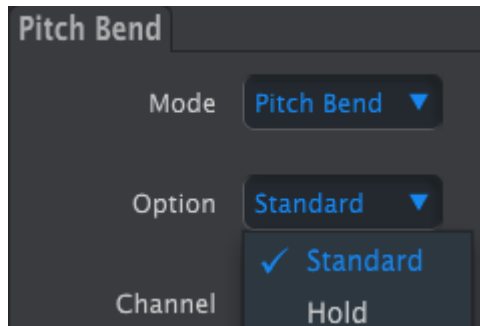 Pitch Bend
Mode Pitch Bend
Option Standard
Standard
Channel
Hold